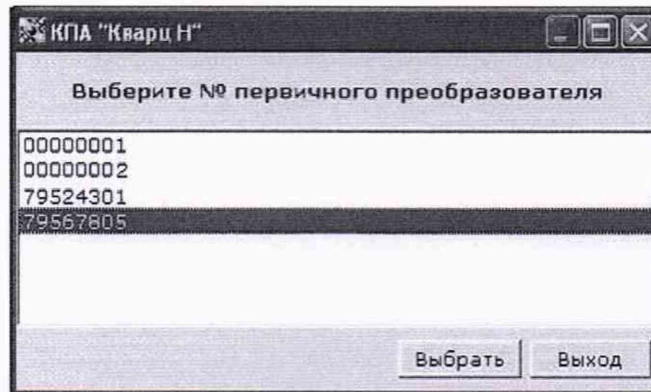 КПА "Кварц Н"
Выберите № первичного преобразователя
00000001
00000002
79524301
79567805
Выбрать
Выход